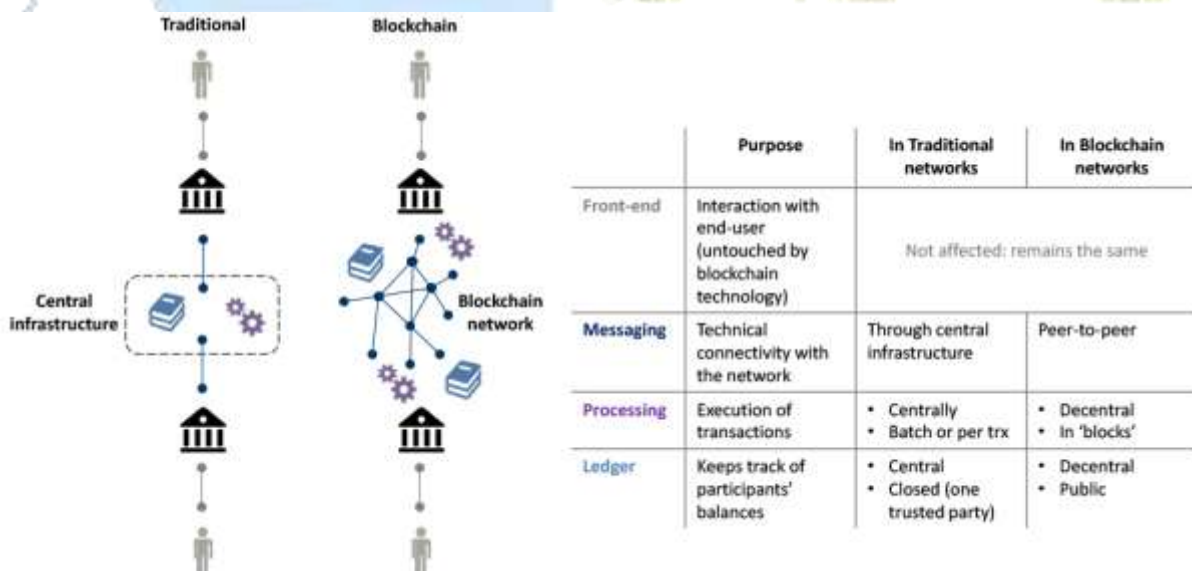 Traditional
Blockchain
Central
infrastructure
Blockchain
network
Purpose
In Traditional
networks
In Blockchain
networks
Front-end
Interaction with
end-user
(untouched by
blockchain
technology)
Not affected: remains the same
Messaging
Technical
connectivity with
the network
Through central
infrastructure
Peer-to-peer
Processing
Execution of
transactions
• Centrally
• Batch or per trx
• Decentral
• In 'blocks'
Ledger
Keeps track of
participants'
balances
• Central
• Closed (one
trusted party)
• Decentral
• Public